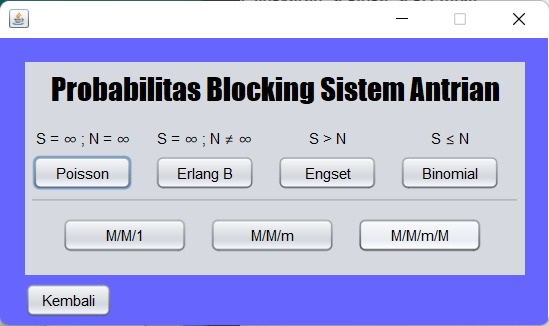 Probabilitas Blocking Sistem Antrian
S = ∞ ; N = ∞ S = ∞ ; N ≠ ∞ S > N S ≤ N
Poisson Erlang B Engset Binomial
M/M/1 M/M/m M/M/m/M
Kembali